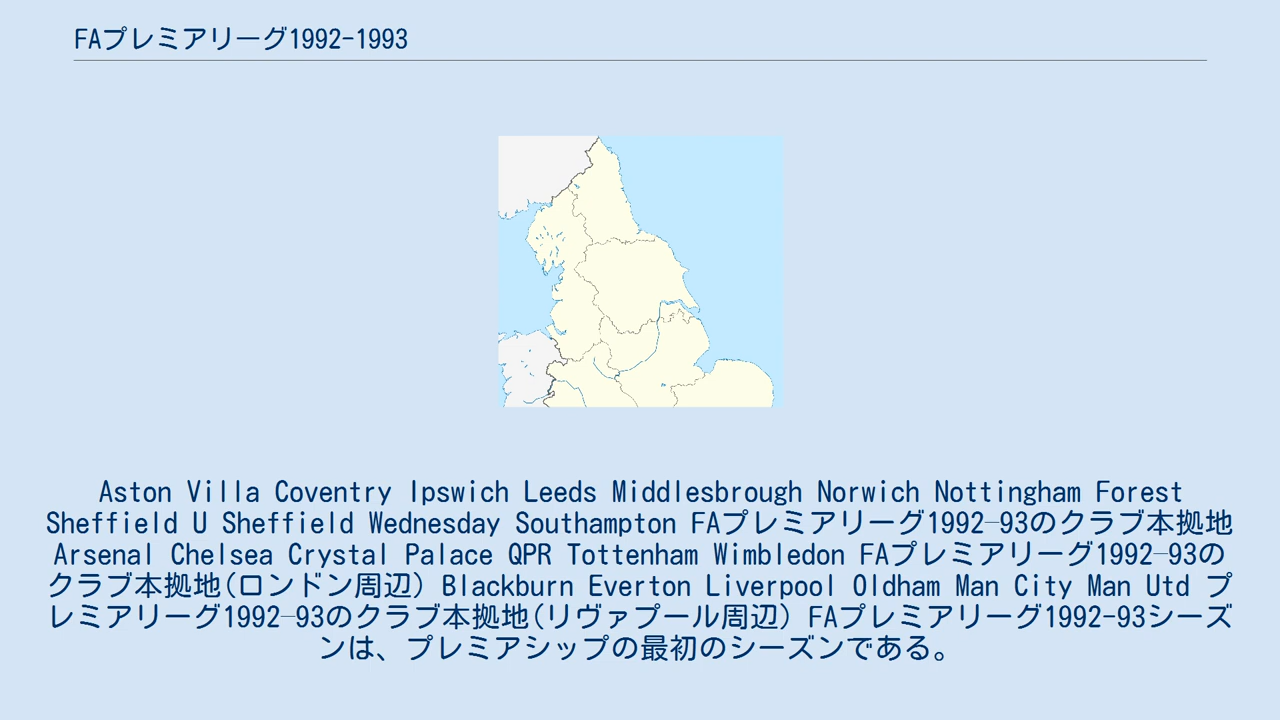 FAプレミアリーグ1992-1993
Aston Villa Coventry Ipswich Leeds Middlesbrough Norwich Nottingham Forest
Sheffield U Sheffield Wednesday Southampton FAプレミアリーグ1992–93のクラブ本拠地
Arsenal Chelsea Crystal Palace QPR Tottenham Wimbledon FAプレミアリーグ1992–93の
クラブ本拠地(ロンドン周辺) Blackburn Everton Liverpool Oldham Man City Man Utd プ
レミアリーグ1992–93のクラブ本拠地(リヴァプール周辺) FAプレミアリーグ1992-93シーズ
ンは、プレミアシップの最初のシーズンである。